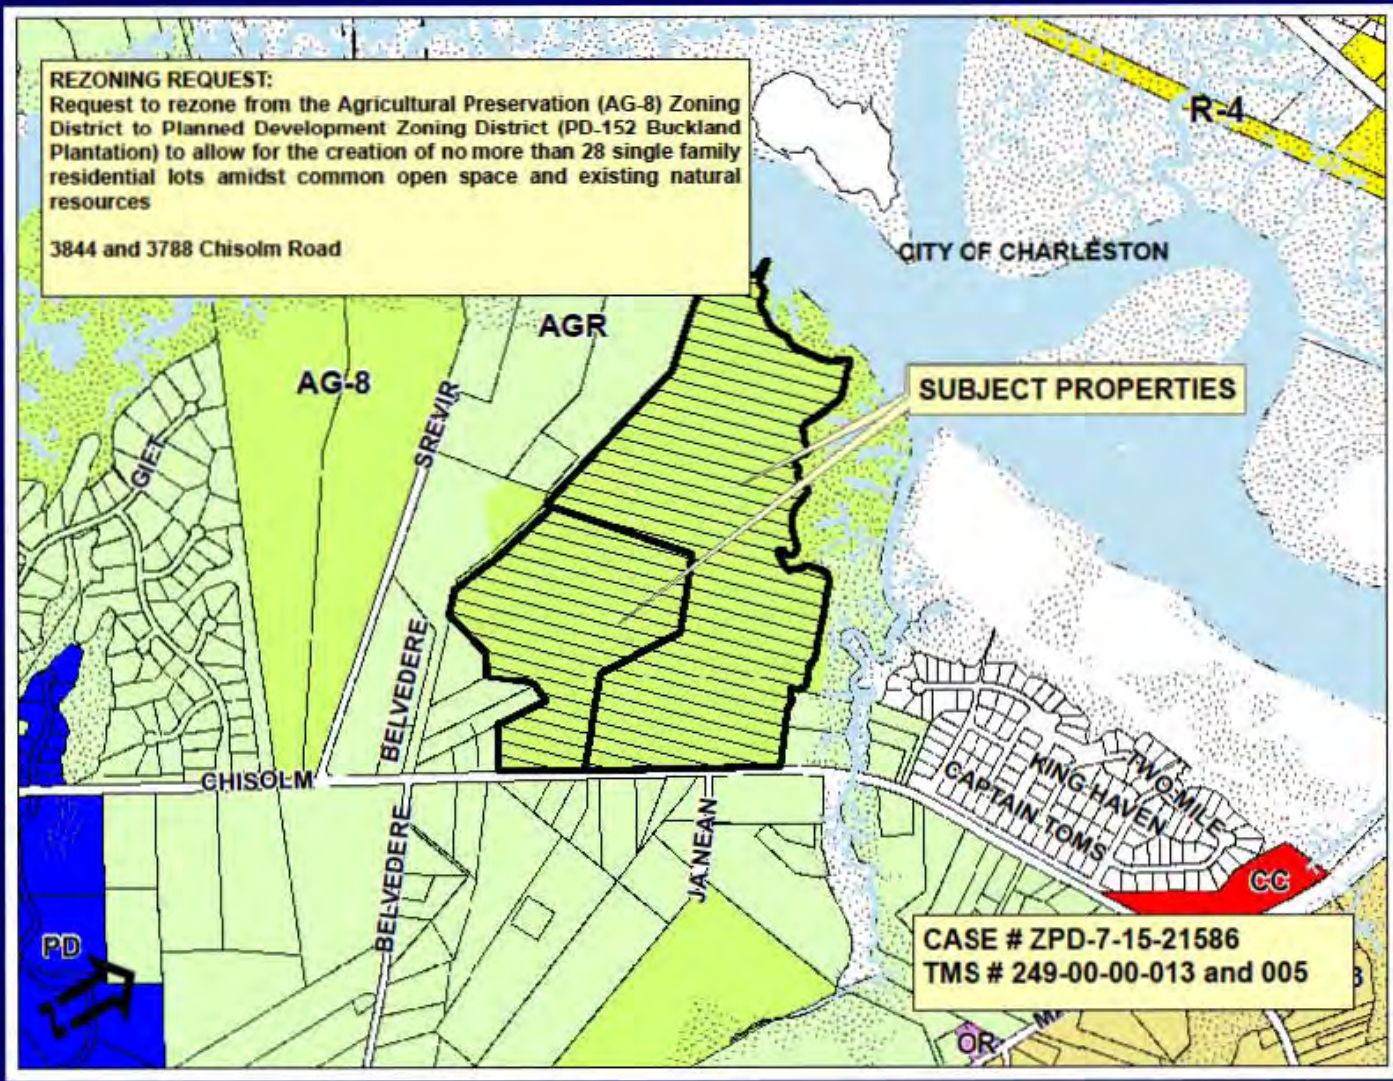 REZONING REQUEST:
Request to rezone from the Agricultural Preservation (AG-8) Zoning
District to Planned Development Zoning District (PD-152 Buckland
Plantation) to allow for the creation of no more than 28 single family
residential lots amidst common open space and existing natural
resources
3844 and 3788 Chisolm Road
R-4
CITY OF CHARLESTON
AGR
AG-8
SUBJECT PROPERTIES
SREVIR
GIFT
BELVEDERE
CHISOLM
KING HAVEN
TWO MILE
CAPTAIN TOMS
JANEAN
BELVEDERE
CC
PD
Z
CASE # ZPD-7-15-21586
TMS # 249-00-00-013 and 005
OR